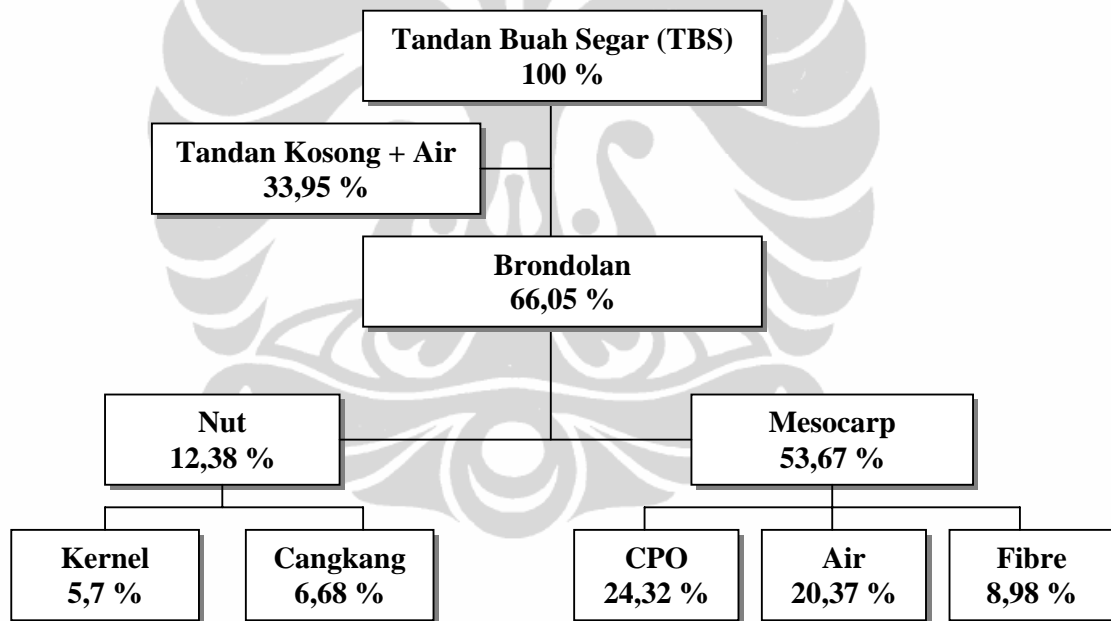 Tandan Buah Segar (TBS)
100 %
Tandan Kosong + Air
33,95 %
Brondolan
66,05 %
Nut
12,38 %
Mesocarp
53,67 %
Kernel
5,7 %
Cangkang
6,68 %
CPO
24,32 %
Air
20,37 %
Fibre
8,98 %